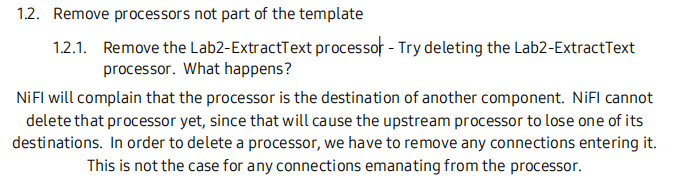 1.2. Remove processors not part of the template
1.2.1. Remove the Lab2-ExtractText processor - Try deleting the Lab2-ExtractText
processor. What happens?
NiFI will complain that the processor is the destination of another component. NiFI cannot
delete that processor yet, since that will cause the upstream processor to lose one of its
destinations. In order to delete a processor, we have to remove any connections entering it.
This is not the case for any connections emanating from the processor.